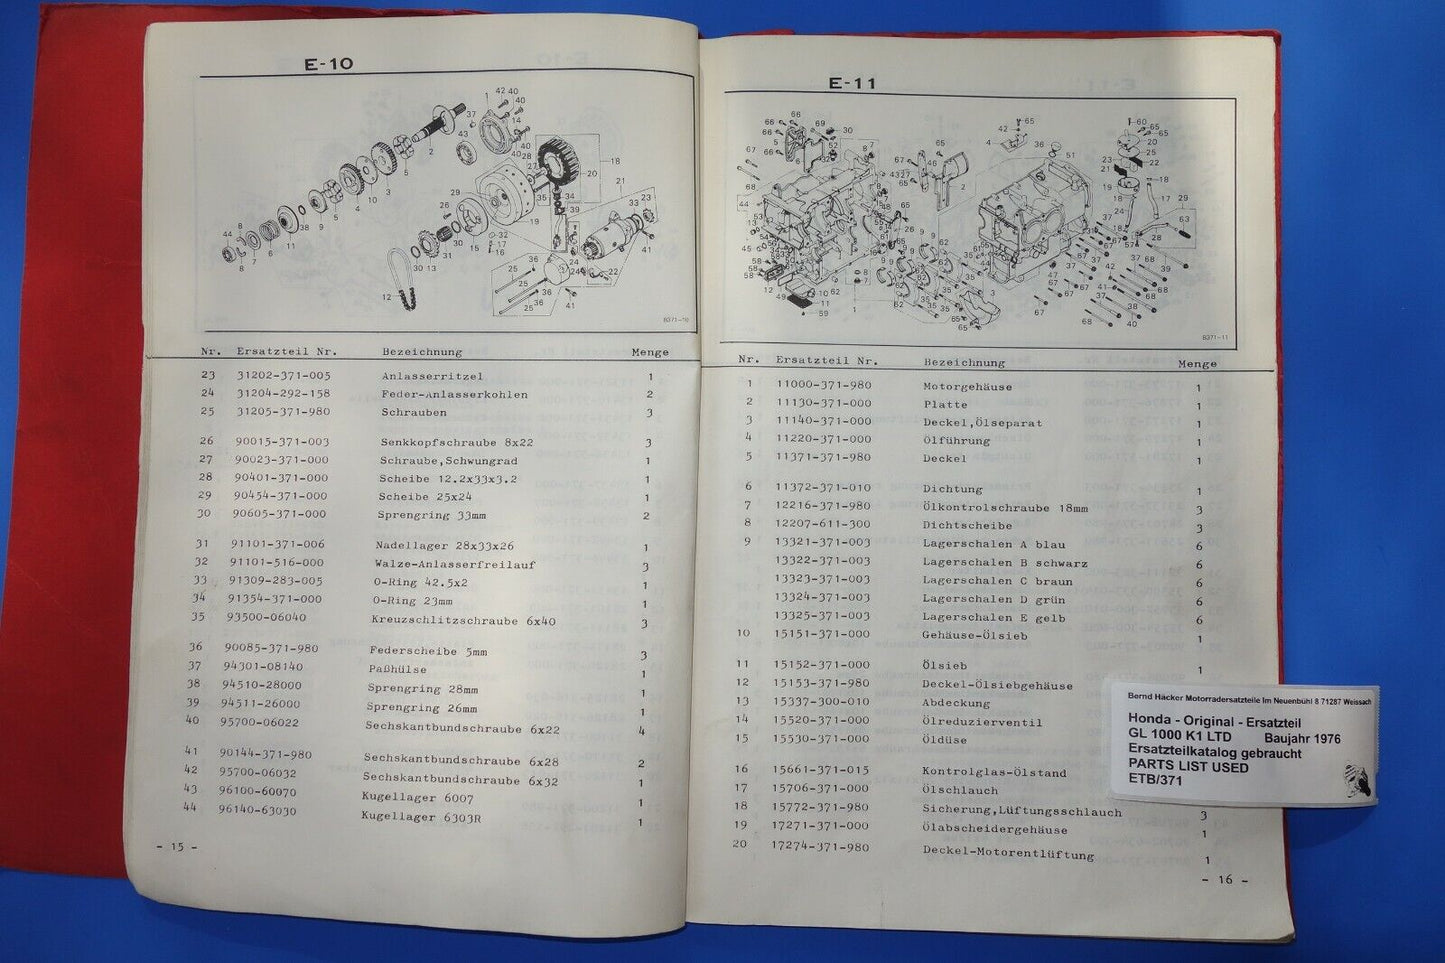 E-10
B371-10
Nr. Ersatzteil Nr. Bezeichnung Menge
23 31202-371-005 Anlasserritzel 1
24 31204-292-158 Feder-Anlasserkohlen 2
25 31205-371-980 Schrauben 3
26 90015-371-003 Senkkopfschraube 8x22 3
27 90023-371-000 Schraube,Schwungrad 1
28 90401-371-000 Scheibe 12.2x33x3.2 1
29 90454-371-000 Scheibe 25x24 1
30 90605-371-000 Sprengring 33mm 2
31 91101-371-006 Nadellager 28x33x26 1
32 91101-516-000 Walze-Anlasserfreilauf 3
33 91309-283-005 O-Ring 42.5x2 1
34 91354-371-000 O-Ring 23mm 1
35 93500-06040 Kreuzschlitzschraube 6x40 3
36 90085-371-980 Federscheibe 5mm 3
37 94301-08140 Paßhülse 1
38 94510-28000 Sprengring 28mm 1
39 94511-26000 Sprengring 26mm 1
40 95700-06022 Sechskantbundschraube 6x22 4
41 90144-371-980 Sechskantbundschraube 6x28 2
42 95700-06032 Sechskantbundschraube 6x32 1
43 96100-60070 Kugellager 6007 1
44 96140-63030 Kugellager 6303R 1
- 15 -
E-11
B371-11
Nr. Ersatzteil Nr. Bezeichnung Menge
1 11000-371-980 Motorgehäuse 1
2 11130-371-000 Platte 1
3 11140-371-000 Deckel,Ölseparat 1
4 11220-371-000 Ölführung 1
5 11371-371-980 Deckel 1
6 11372-371-010 Dichtung 1
7 12216-371-980 Ölkontrolschraube 18mm 3
8 12207-611-300 Dichtscheibe 3
9 13321-371-003 Lagerschalen A blau 6
13322-371-003 Lagerschalen B schwarz 6
13323-371-003 Lagerschalen C braun 6
13324-371-003 Lagerschalen D grün 6
13325-371-003 Lagerschalen E gelb 6
10 15151-371-000 Gehäuse-Ölsieb 1
11 15152-371-000 Ölsieb 1
12 15153-371-980 Deckel-Ölsiebgehäuse
13 15337-300-010 Abdeckung
14 15520-371-000 Ölreduzierventil
15 15530-371-000 Öldüse
16 15661-371-015 Kontrolglas-Ölstand
17 15706-371-000 Ölschlauch
18 15772-371-980 Sicherung,Lüftungsschlauch 3
19 17271-371-000 Ölabscheidergehäuse 1
20 17274-371-980 Deckel-Motorentlüftung 1
- 16 -
Bernd Häcker Motorradersatzteile Im Neuenbühl 8 71287 Weissach
Honda - Original - Ersatzteil
GL 1000 K1 LTD Baujahr 1976
Ersatzteilkatalog gebraucht
PARTS LIST USED
ETB/371